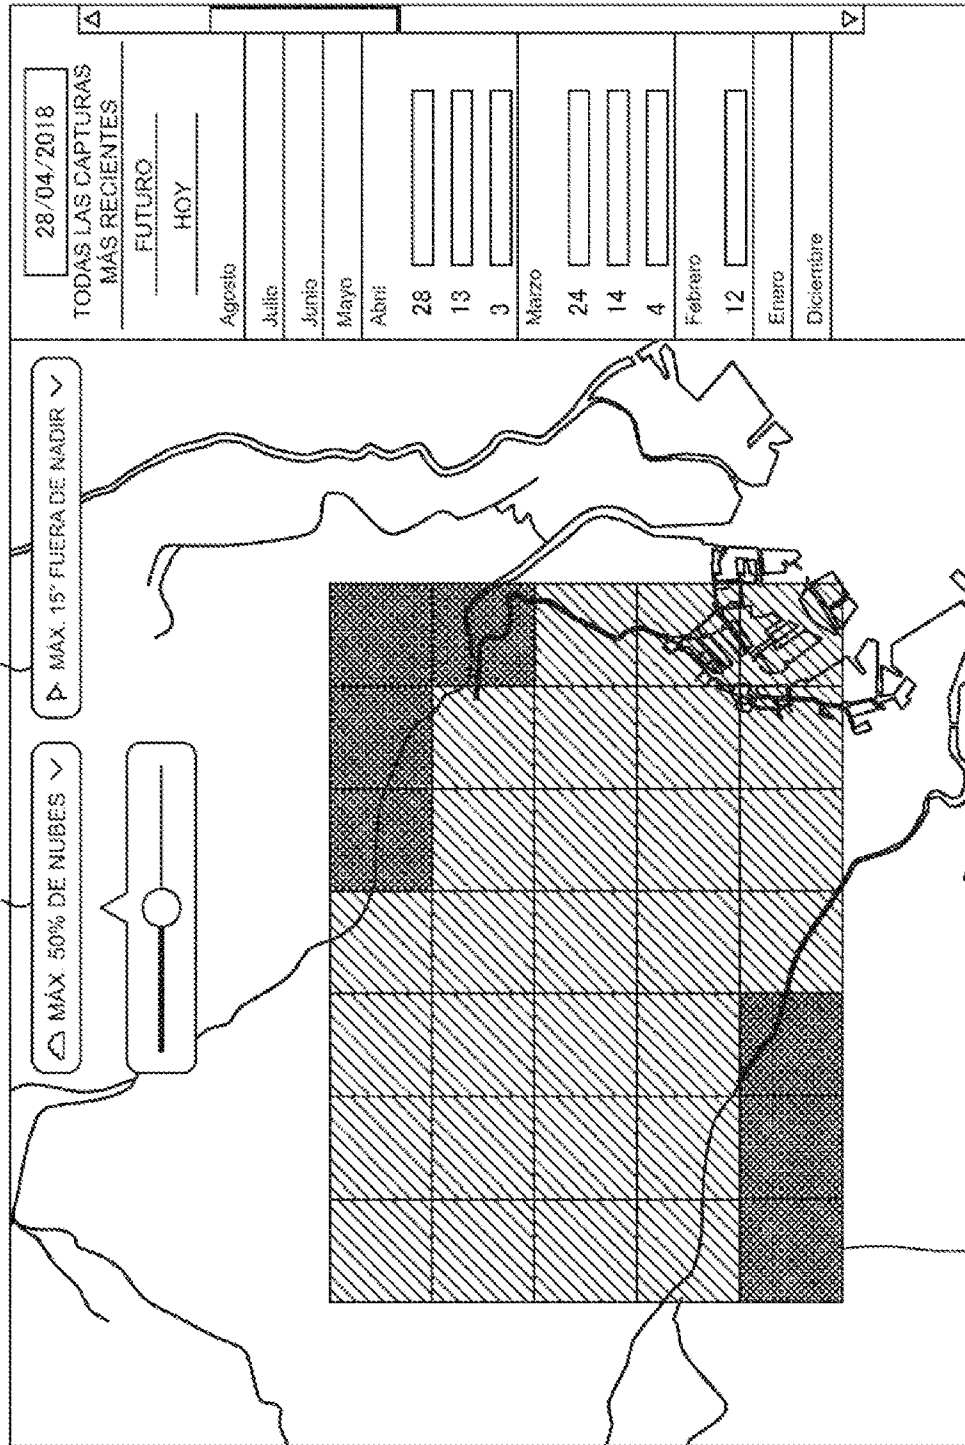 MÁX. 50% DE NUBES
MÁX. 15° FUERA DE NADIR
28/04/2018
TODAS LAS CAPTURAS
MÁS RECIENTES
FUTURO
HOY
Agosto
Julio
Junio
Mayo
Abril
28
13
3
Marzo
24
14
4
Febrero
12
Enero
Diciembre